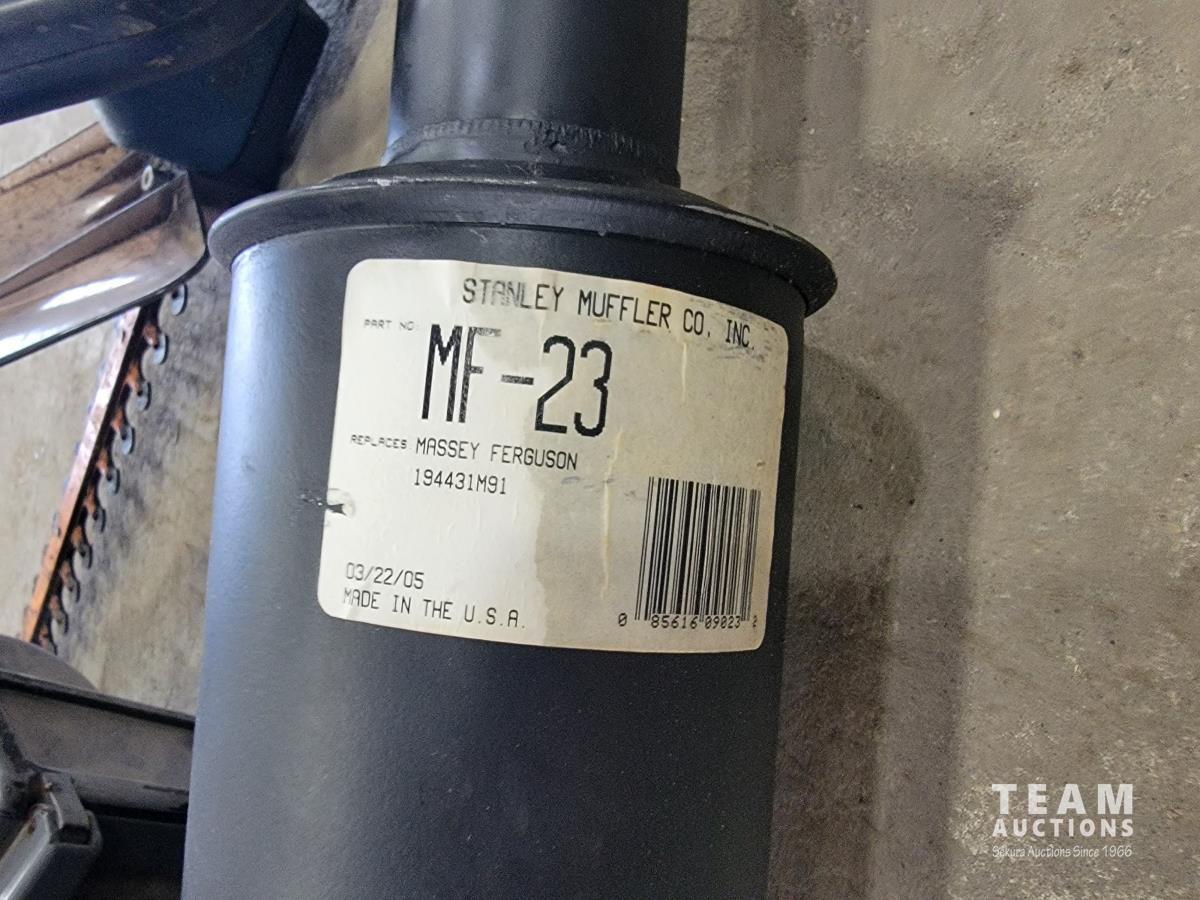 STANLEY MUFFLER CO, INC.
PART NO:
MF-23
REPLACES: MASSEY FERGUSON
194431M91
03/22/05
MADE IN THE U.S.A.
0 85616 09023 2
TEAM
AUCTIONS
Sekura Auctions Since 1966